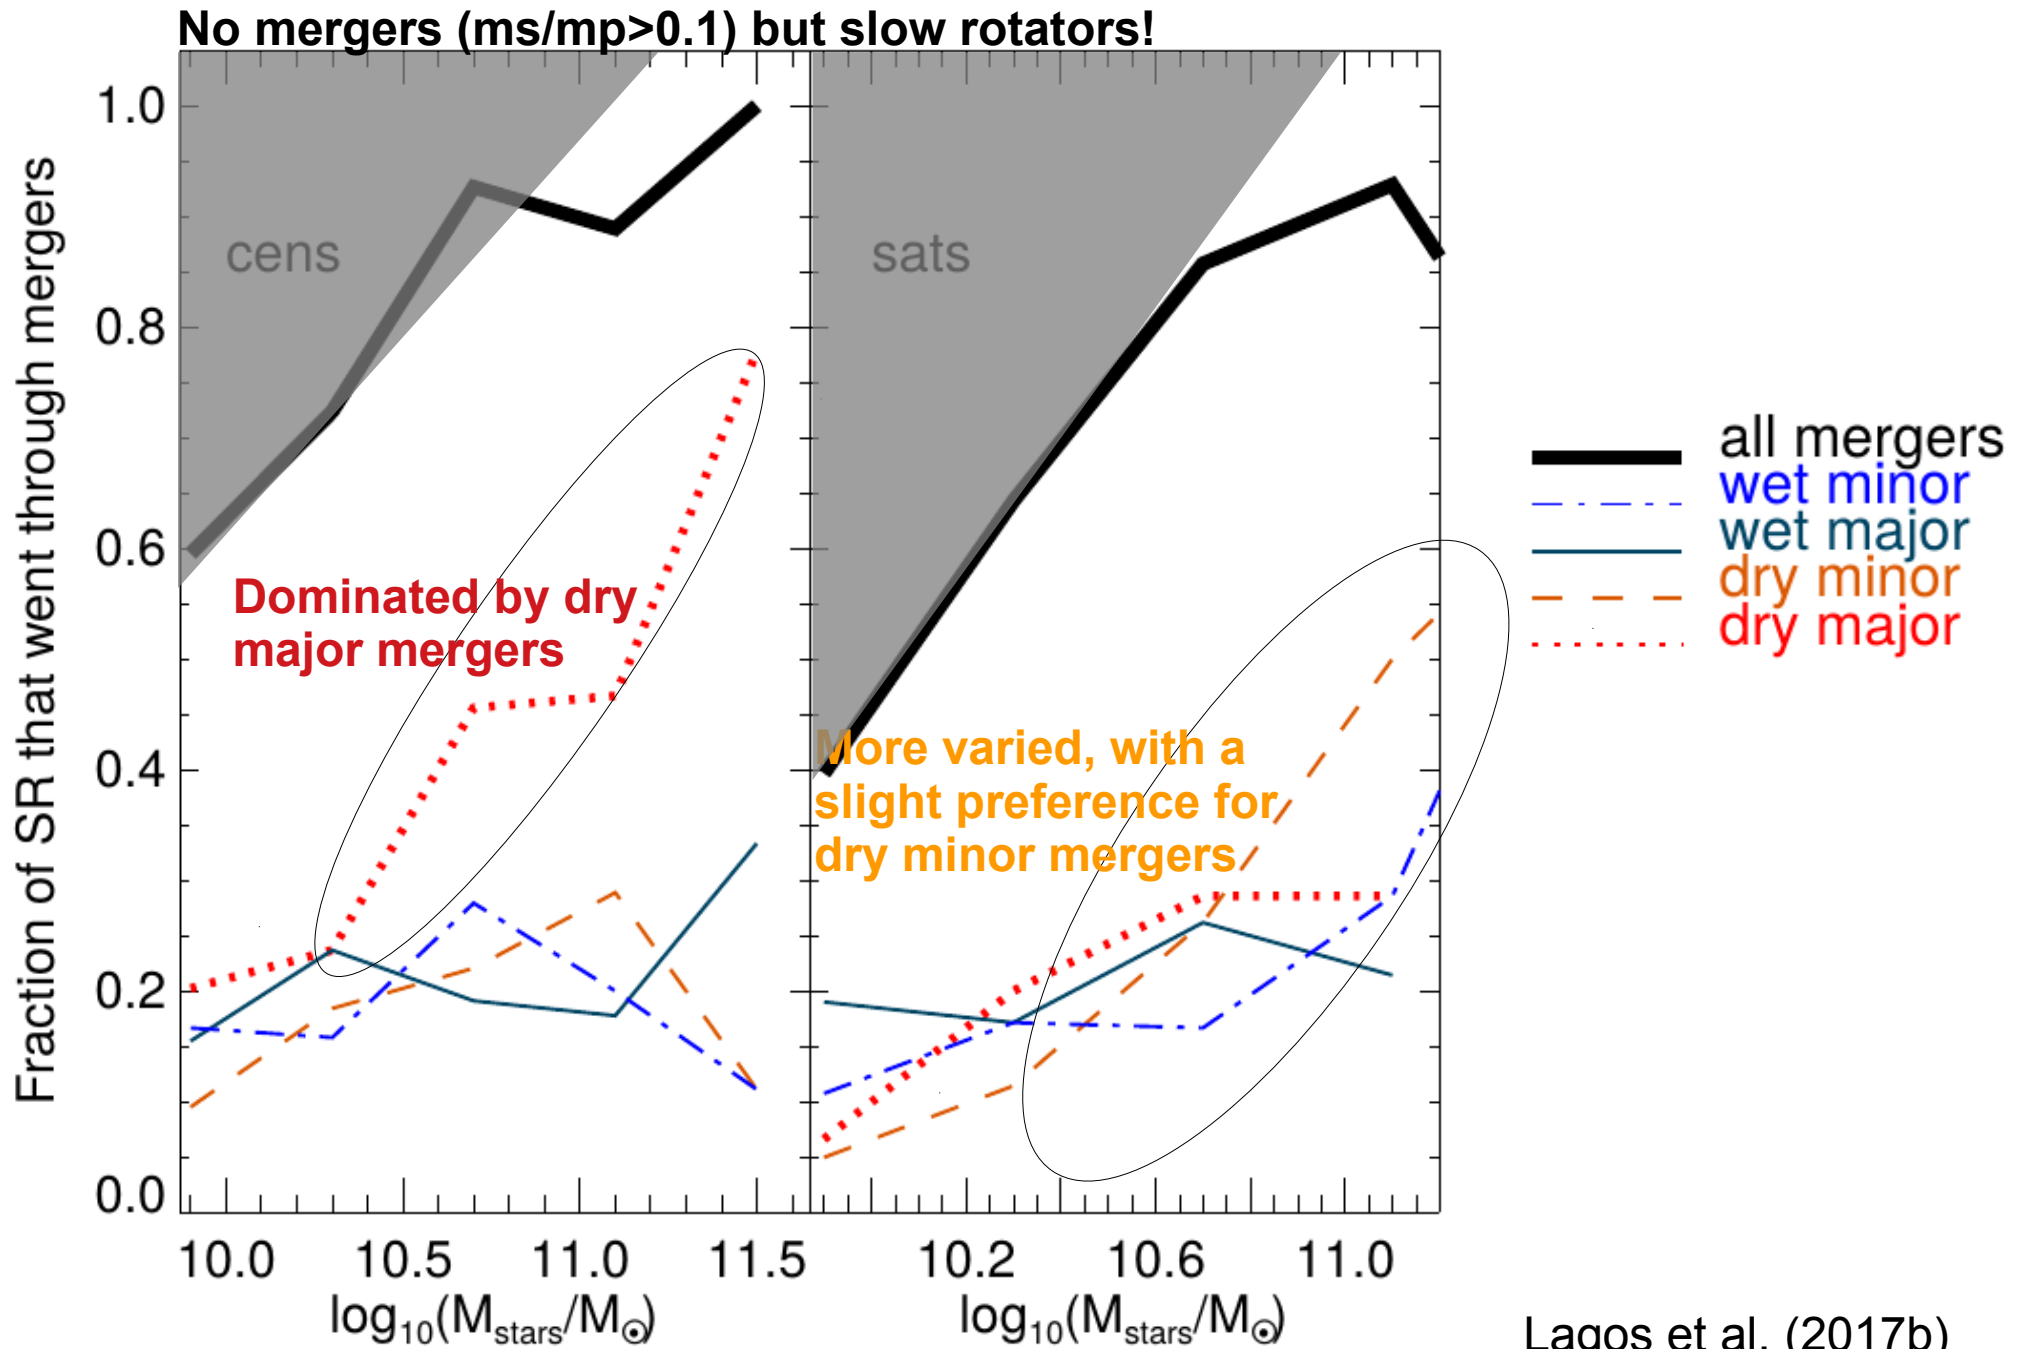 No mergers (ms/mp>0.1) but slow rotators!
Fraction of SR that went through mergers
1.0
0.8
0.6
0.4
0.2
0.0
cens
sats
Dominated by dry
major mergers
More varied, with a
slight preference for
dry minor mergers
all mergers
wet minor
wet major
dry minor
dry major
10.0 10.5 11.0 11.5
10.2 10.6 11.0
log10(Mstars/M⊙)
log10(Mstars/M⊙)
Lagos et al. (2017b)